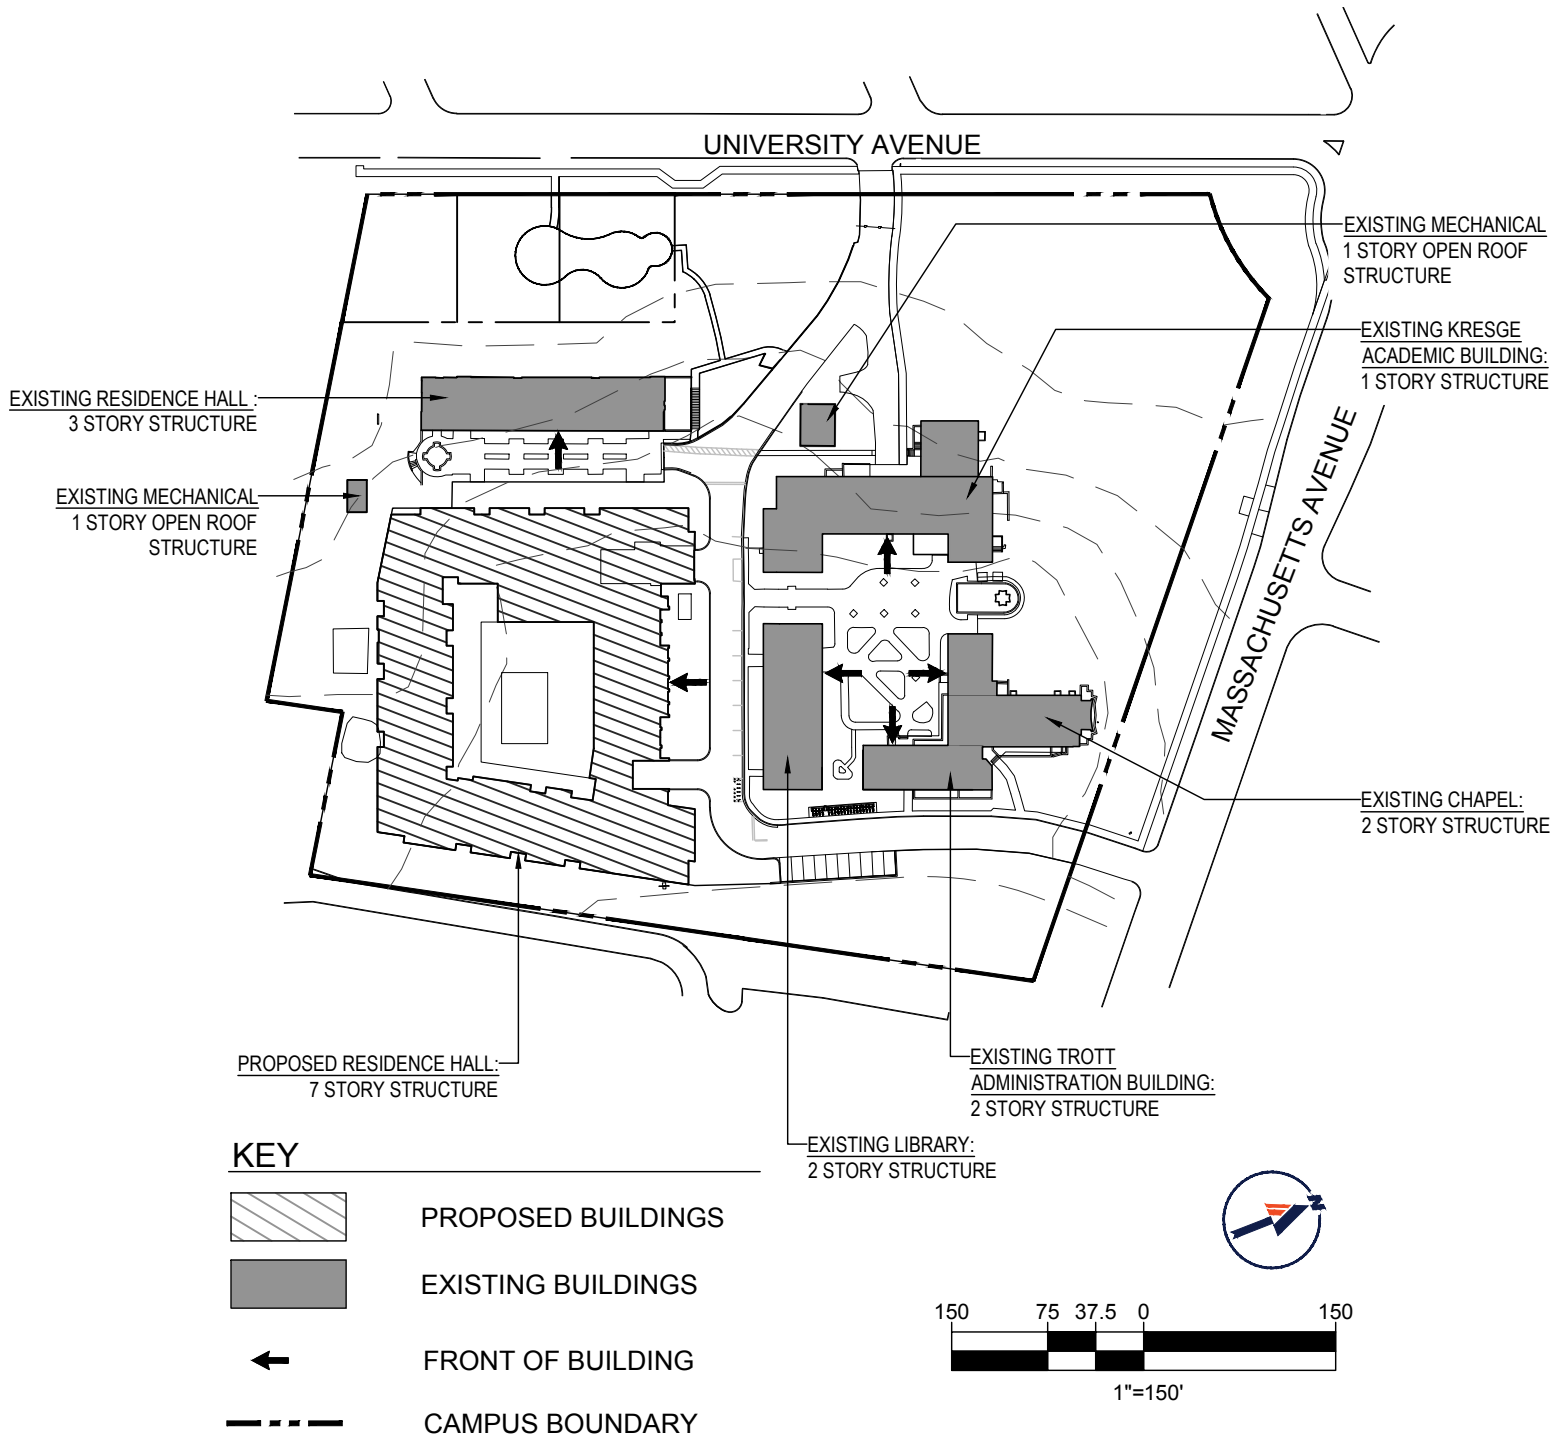 UNIVERSITY AVENUE
EXISTING MECHANICAL
1 STORY OPEN ROOF
STRUCTURE
EXISTING KRESGE
ACADEMIC BUILDING:
1 STORY STRUCTURE
EXISTING RESIDENCE HALL :
3 STORY STRUCTURE
EXISTING MECHANICAL
1 STORY OPEN ROOF
STRUCTURE
MASSACHUSETTS AVENUE
EXISTING CHAPEL:
2 STORY STRUCTURE
PROPOSED RESIDENCE HALL:
7 STORY STRUCTURE
EXISTING TROTT
ADMINISTRATION BUILDING:
2 STORY STRUCTURE
EXISTING LIBRARY:
2 STORY STRUCTURE
KEY
PROPOSED BUILDINGS
EXISTING BUILDINGS
FRONT OF BUILDING
CAMPUS BOUNDARY
N
150 75 37.5 0 150
1"=150'